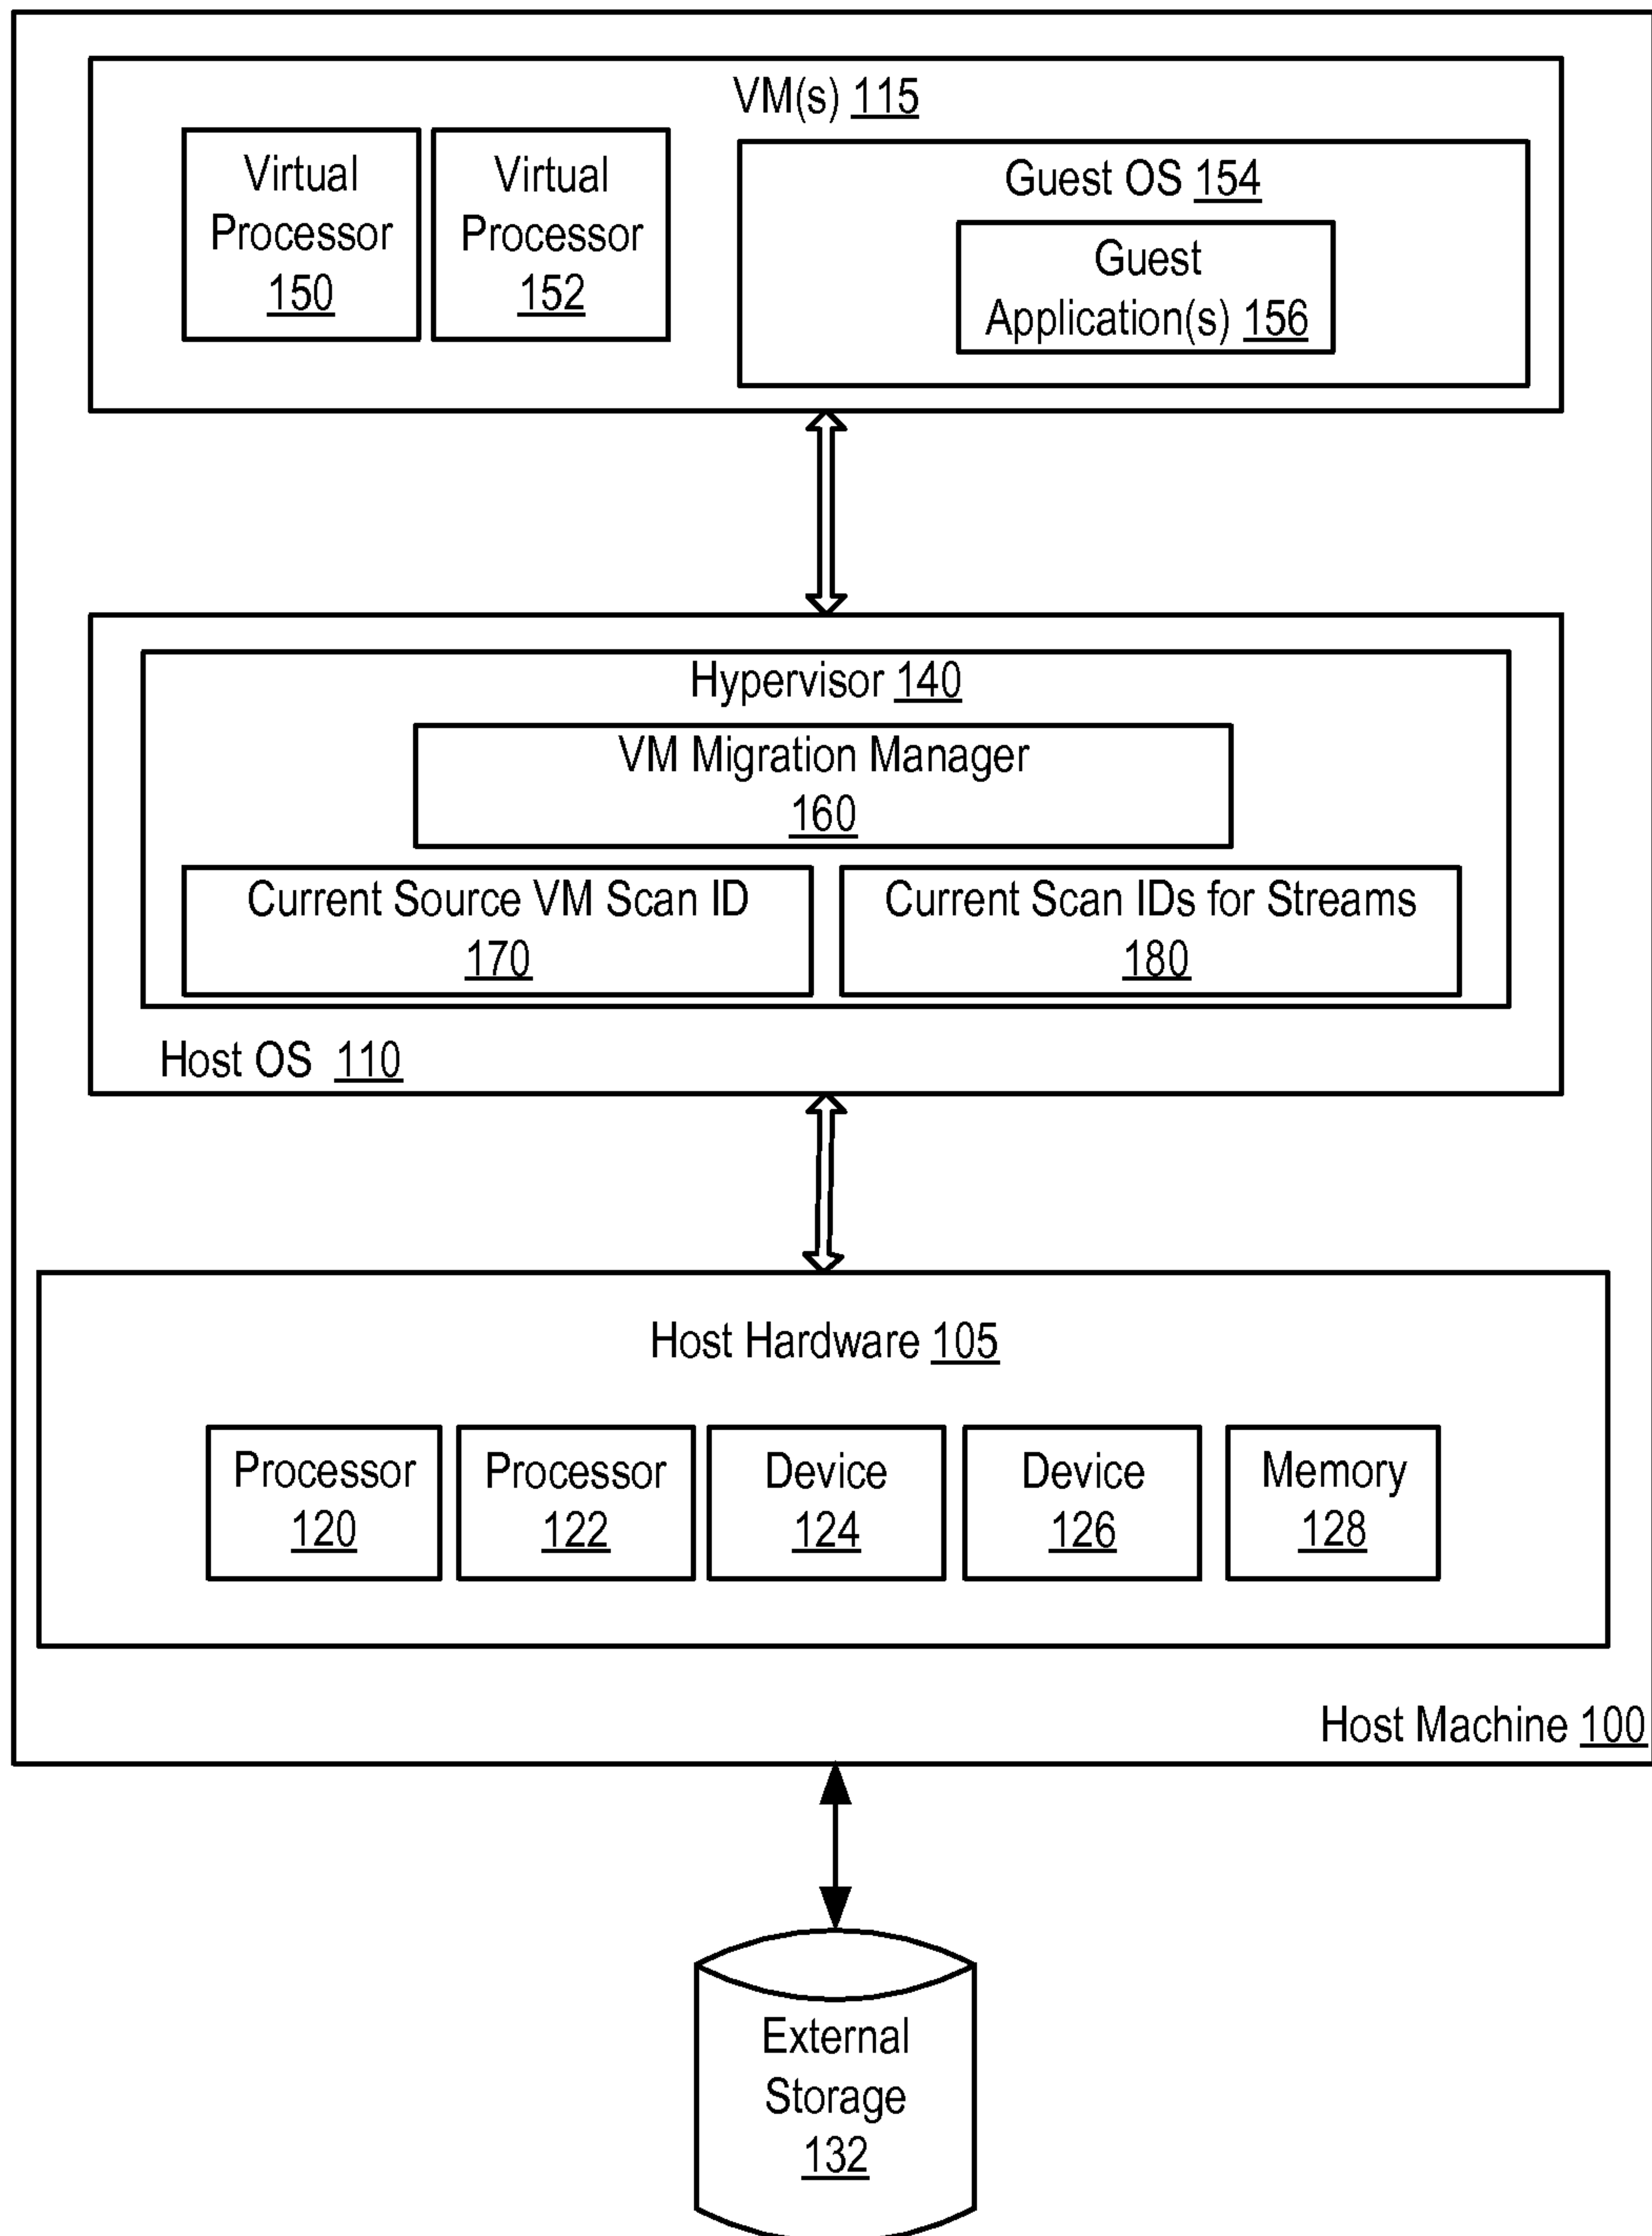 VM(s) 115
Virtual
Processor
150
Virtual
Processor
152
Guest OS 154
Guest
Application(s) 156
Hypervisor 140
VM Migration Manager
160
Current Source VM Scan ID
170
Current Scan IDs for Streams
180
Host OS 110
Host Hardware 105
Processor
120
Processor
122
Device
124
Device
126
Memory
128
Host Machine 100
External
Storage
132